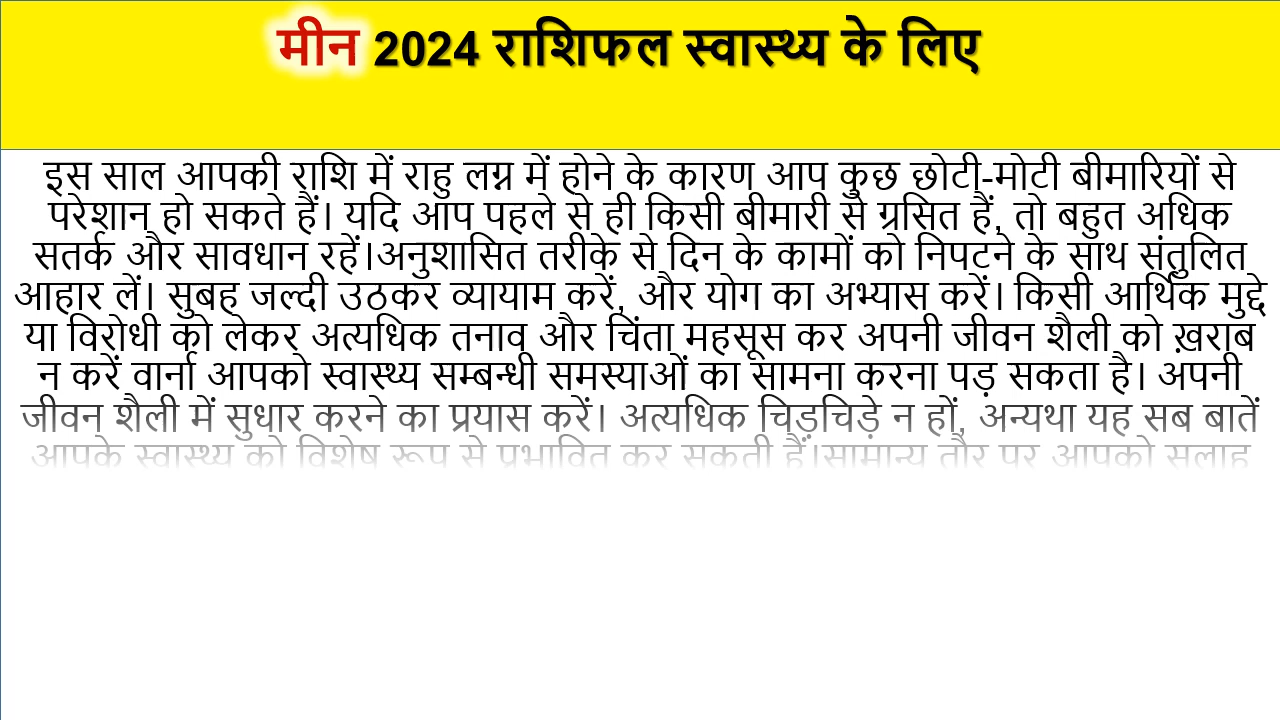 मीन 2024 राशिफल स्वास्थ्य के लिए
इस साल आपकी राशि में राहु लग्न में होने के कारण आप कुछ छोटी-मोटी बीमारियों से
परेशान हो सकते हैं। यदि आप पहले से ही किसी बीमारी से ग्रसित हैं, तो बहुत अधिक
सतर्क और सावधान रहें।अनुशासित तरीके से दिन के कामों को निपटने के साथ संतुलित
आहार लें। सुबह जल्दी उठकर व्यायाम करें, और योग का अभ्यास करें। किसी आर्थिक मुद्दे
या विरोधी को लेकर अत्यधिक तनाव और चिंता महसूस कर अपनी जीवन शैली को ख़राब
न करें वार्ना आपको स्वास्थ्य सम्बन्धी समस्याओं का सामना करना पड़ सकता है। अपनी
जीवन शैली में सुधार करने का प्रयास करें। अत्यधिक चिड़चिड़े न हों, अन्यथा यह सब बातें
आपके स्वास्थ्य को विशेष रूप से प्रभावित कर सकती हैं।सामान्य तौर पर आपको सलाह